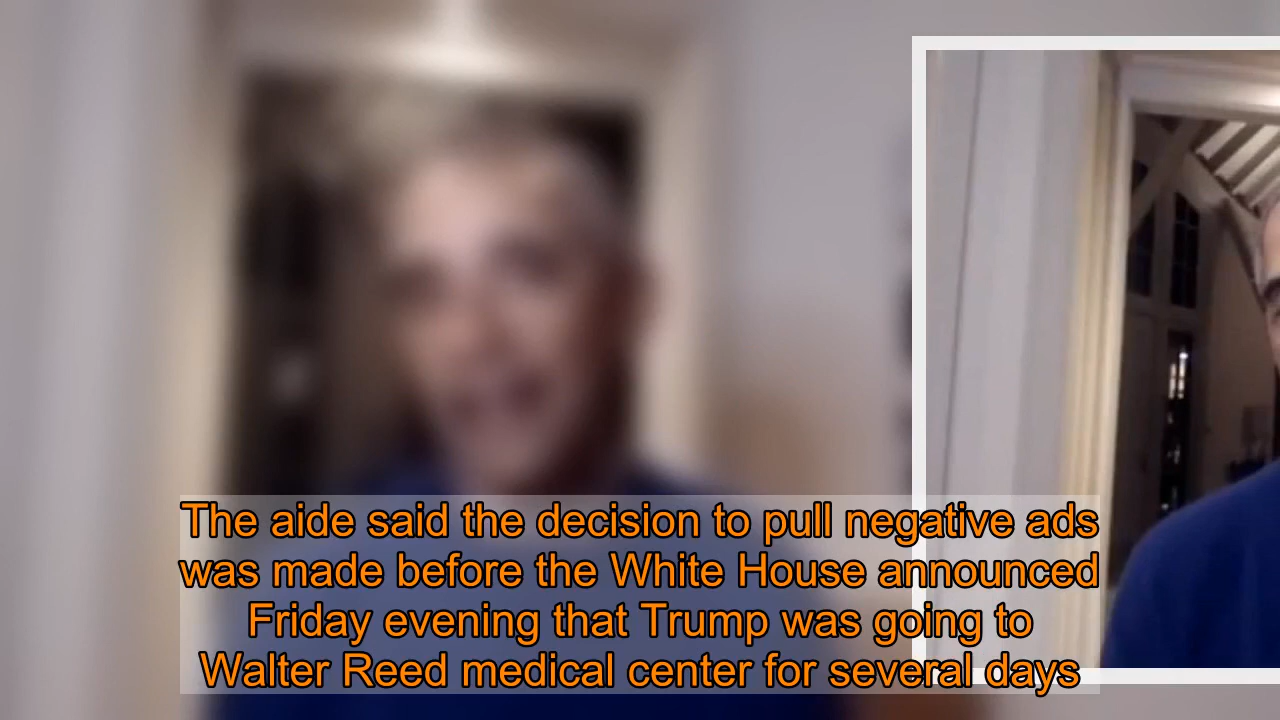 The aide said the decision to pull negative ads
was made before the White House announced
Friday evening that Trump was going to
Walter Reed medical center for several days